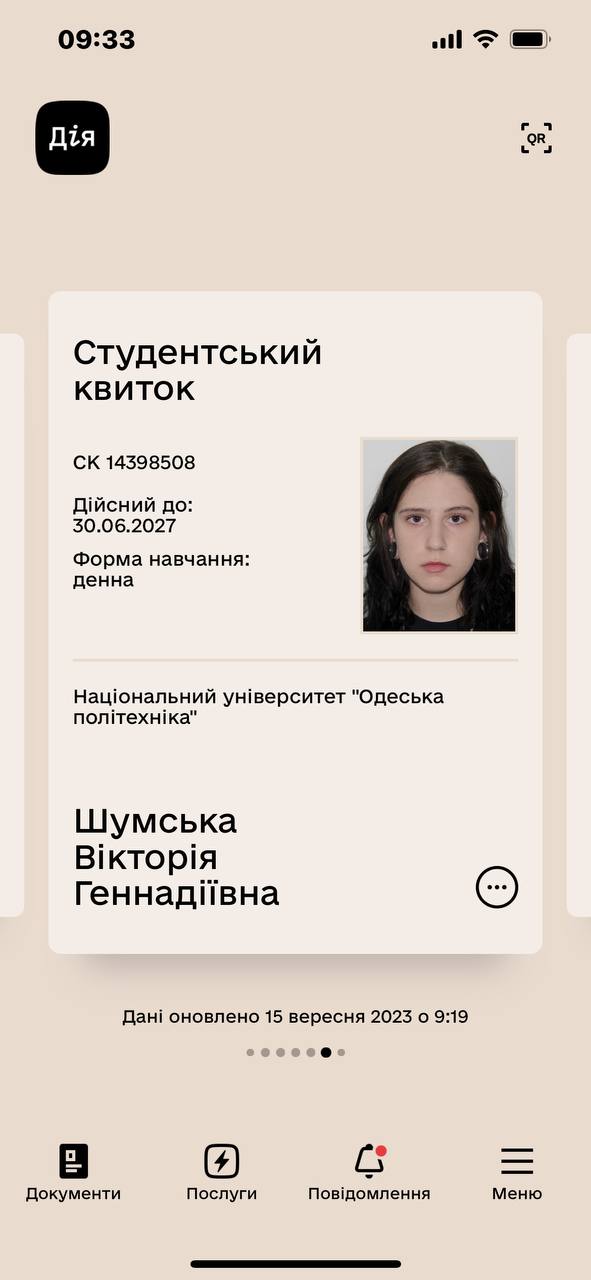 09:33
Дія
QR
Студентський
квиток
СК 14398508
Дійсний до:
30.06.2027
Форма навчання:
денна
Національний університет "Одеська
політехніка"
Шумська
Вікторія
Геннадіївна
Дані оновлено 15 вересня 2023 о 9:19
Документи
Послуги
Повідомлення
Меню